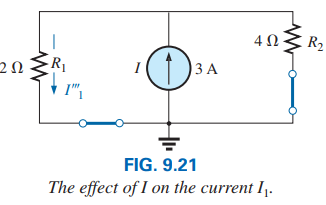 2 Ω
R₁
I‴₁
I
3 A
4 Ω
R₂
FIG. 9.21
The effect of I on the current I₁.